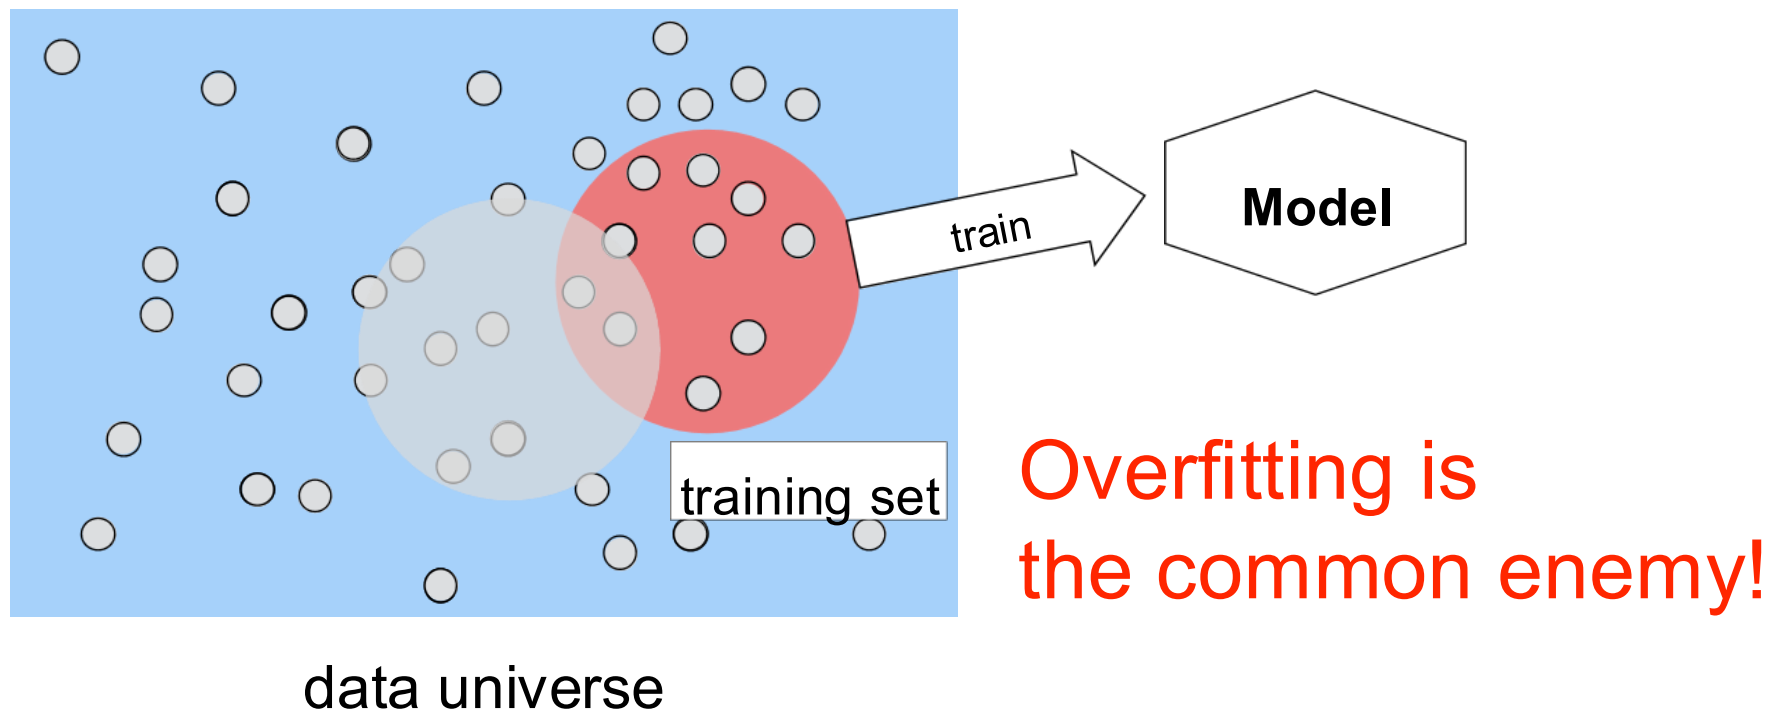 train
Model
training set
Overfitting is
the common enemy!
data universe